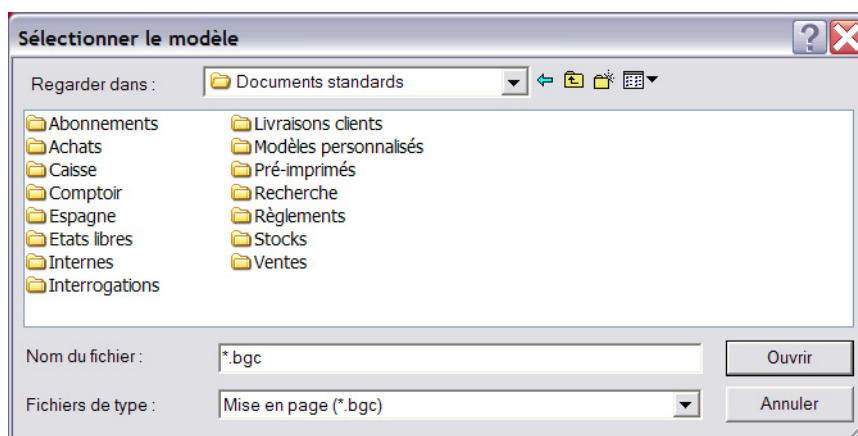 Sélectionner le modèle
Regarder dans :
Documents standards
Abonnements
Achats
Caisse
Comptoir
Espagne
Etats libres
Internes
Interrogations
Livraisons clients
Modèles personnalisés
Pré-imprimés
Recherche
Règlements
Stocks
Ventes
Nom du fichier :
*.bgc
Ouvrir
Fichiers de type :
Mise en page (*.bgc)
Annuler